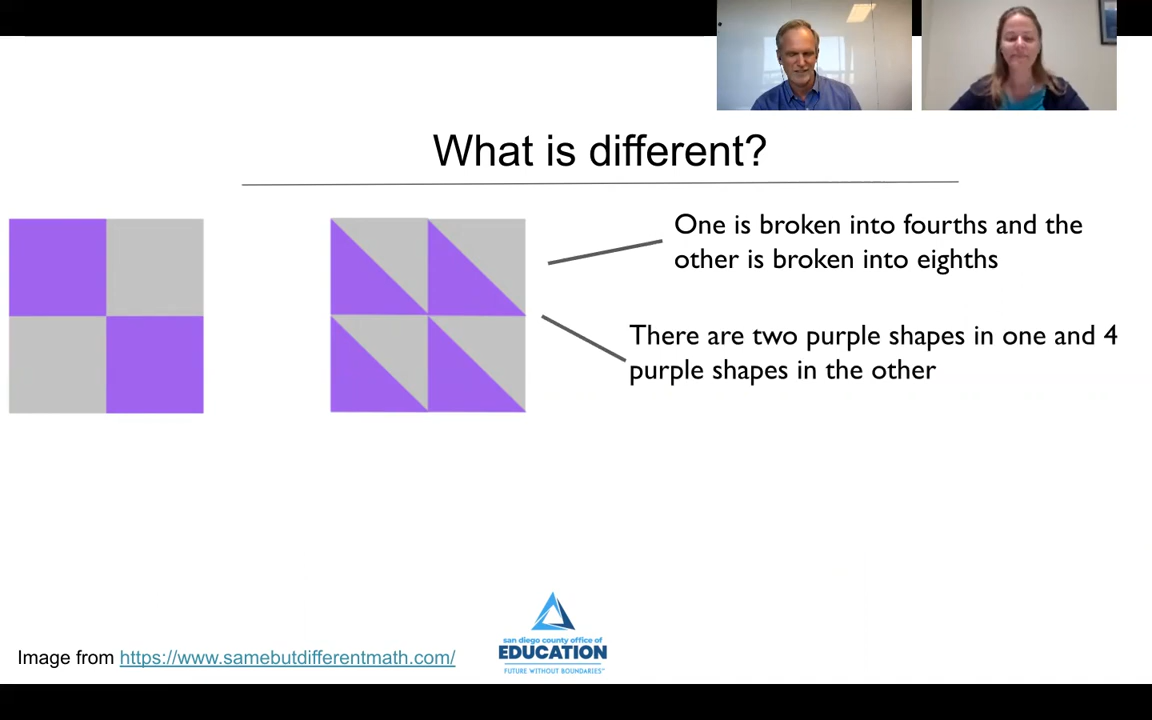 What is different?
One is broken into fourths and the
other is broken into eighths
There are two purple shapes in one and 4
purple shapes in the other
san diego county office of
EDUCATION
FUTURE WITHOUT BOUNDARIES™
Image from https://www.samebutdifferentmath.com/